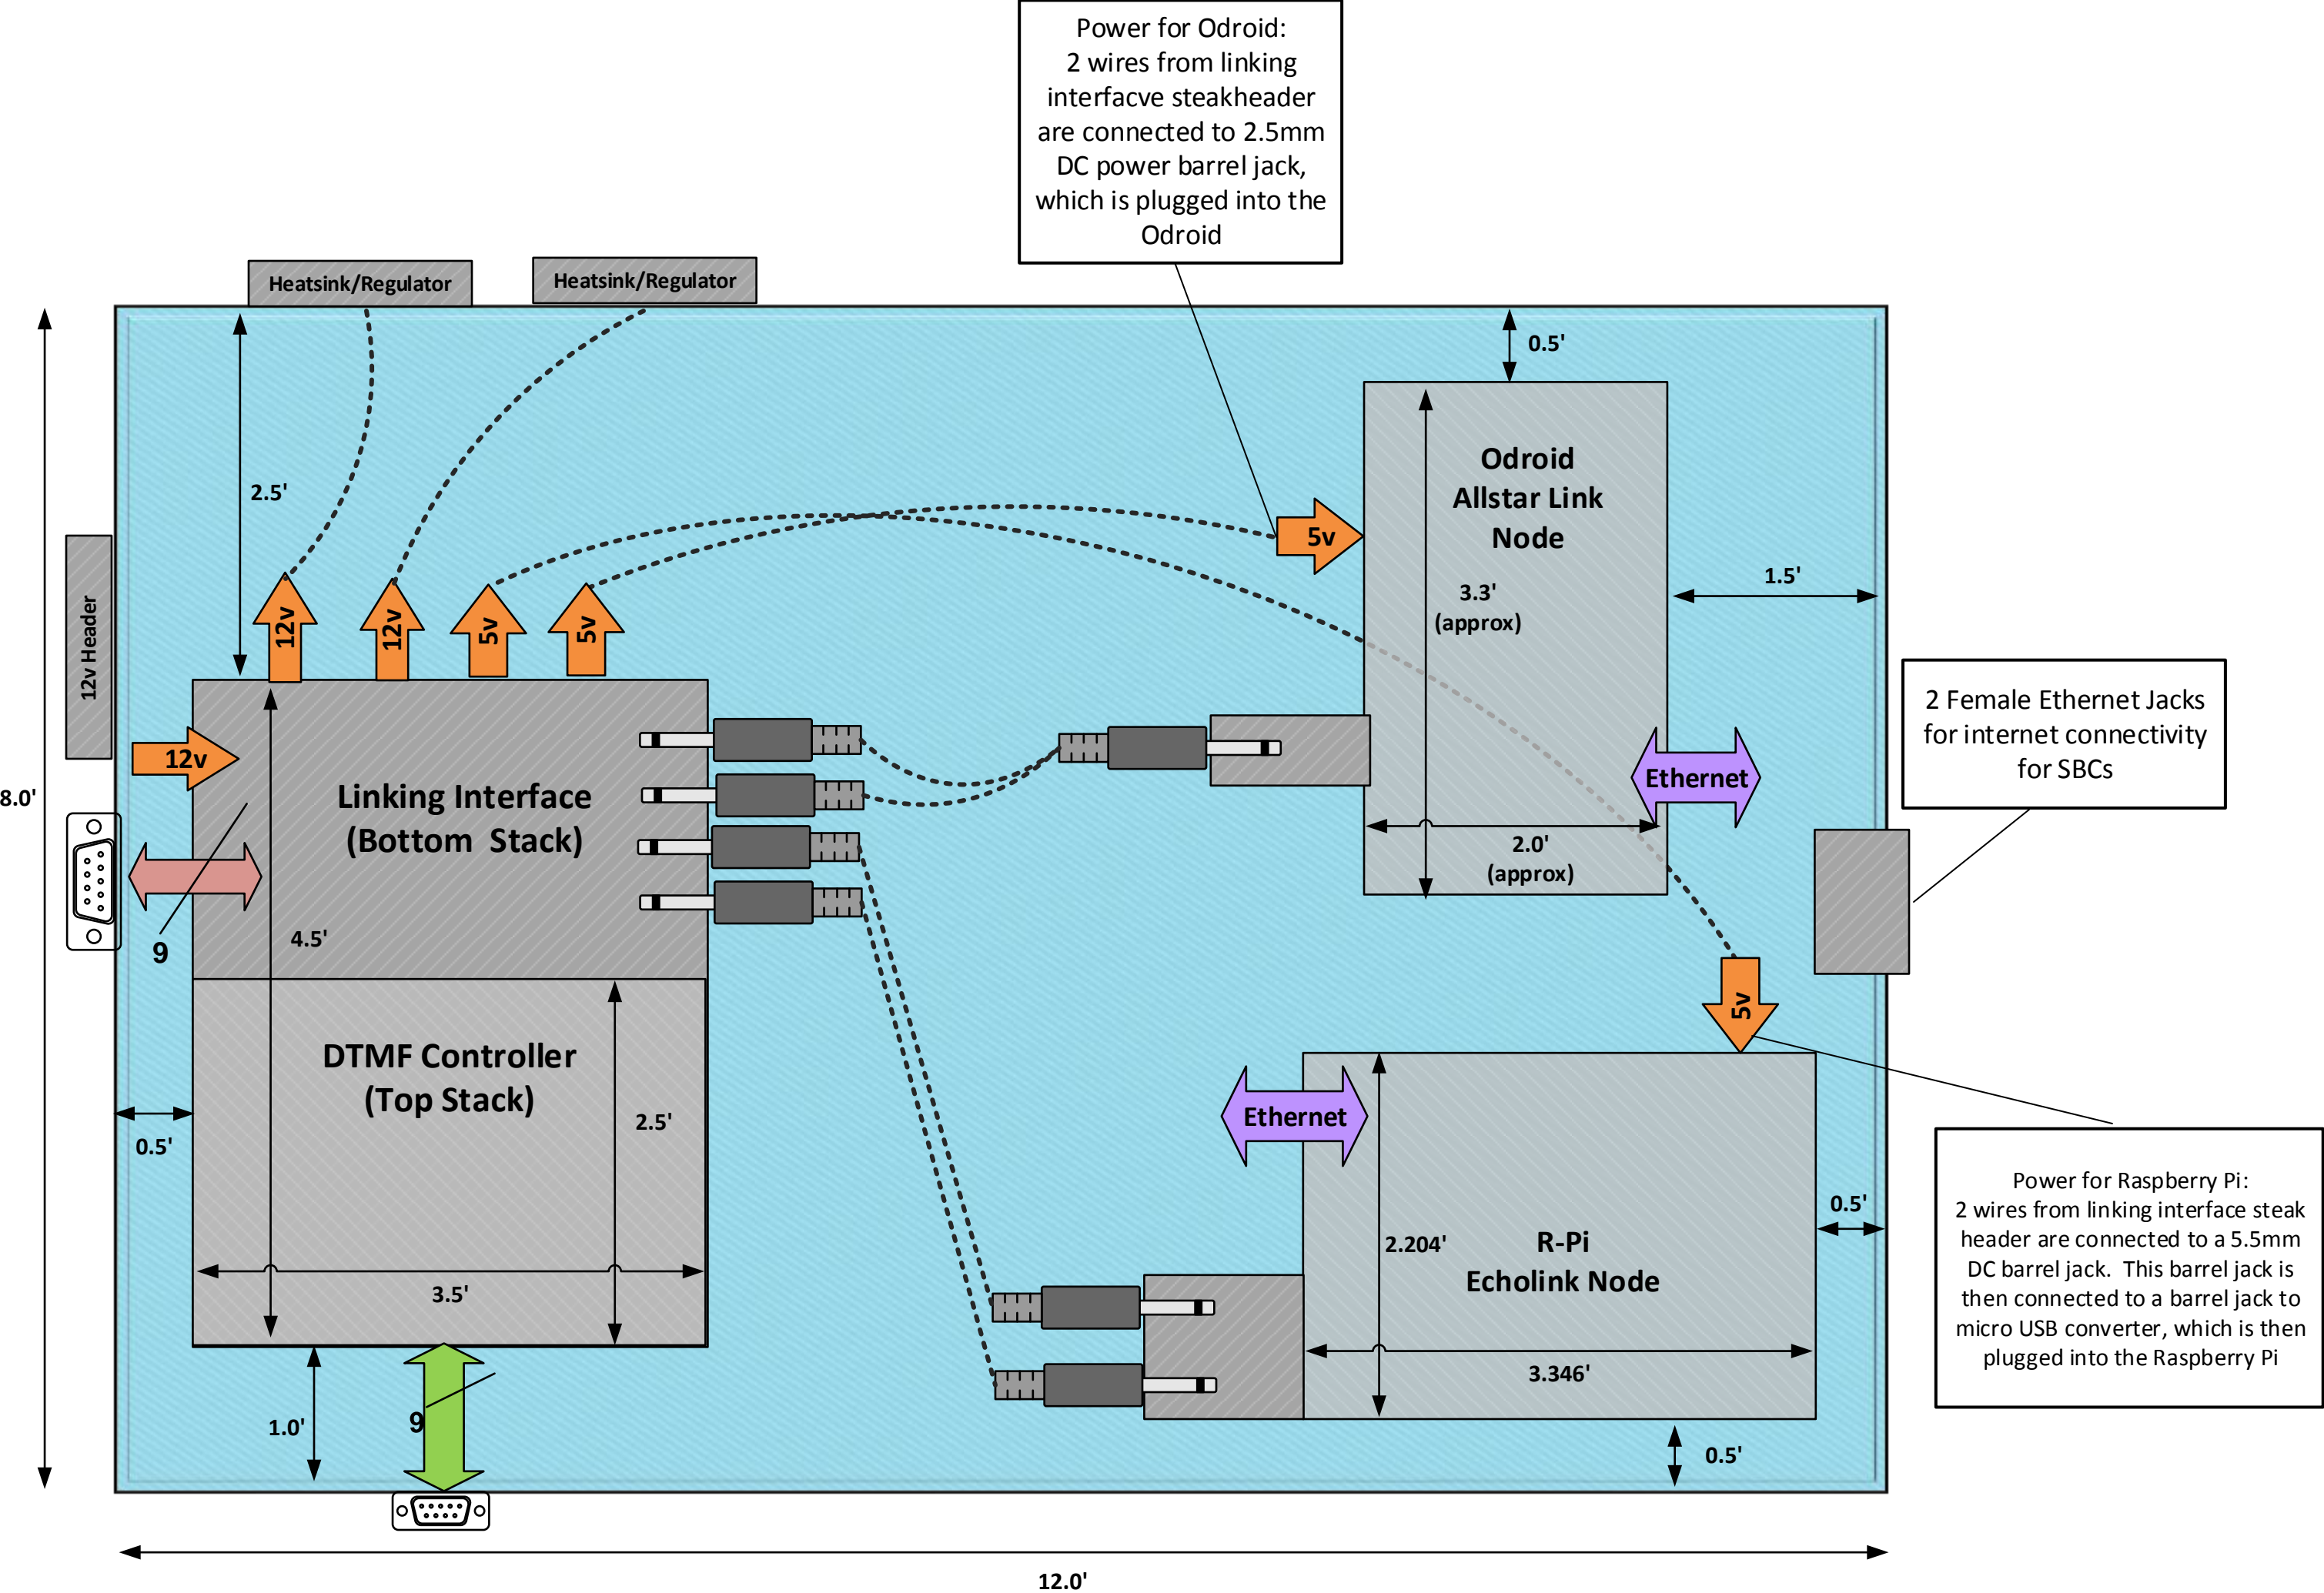 Power for Odroid:
2 wires from linking
interfacve steakheader
are connected to 2.5mm
DC power barrel jack,
which is plugged into the
Odroid
Heatsink/Regulator
Heatsink/Regulator
0.5'
2.5'
Odroid
Allstar Link
Node
5v
3.3'
(approx)
1.5'
12v
12v
5v
5v
12v Header
12v
8.0'
Linking Interface
(Bottom  Stack)
Ethernet
2 Female Ethernet Jacks
for internet connectivity
for SBCs
2.0'
(approx)
9
4.5'
5v
DTMF Controller
(Top Stack)
2.5'
0.5'
3.5'
Ethernet
2.204'
R-Pi
Echolink Node
3.346'
0.5'
Power for Raspberry Pi:
2 wires from linking interface steak
header are connected to a 5.5mm
DC barrel jack.  This barrel jack is
then connected to a barrel jack to
micro USB converter, which is then
plugged into the Raspberry Pi
1.0'
9
0.5'
12.0'